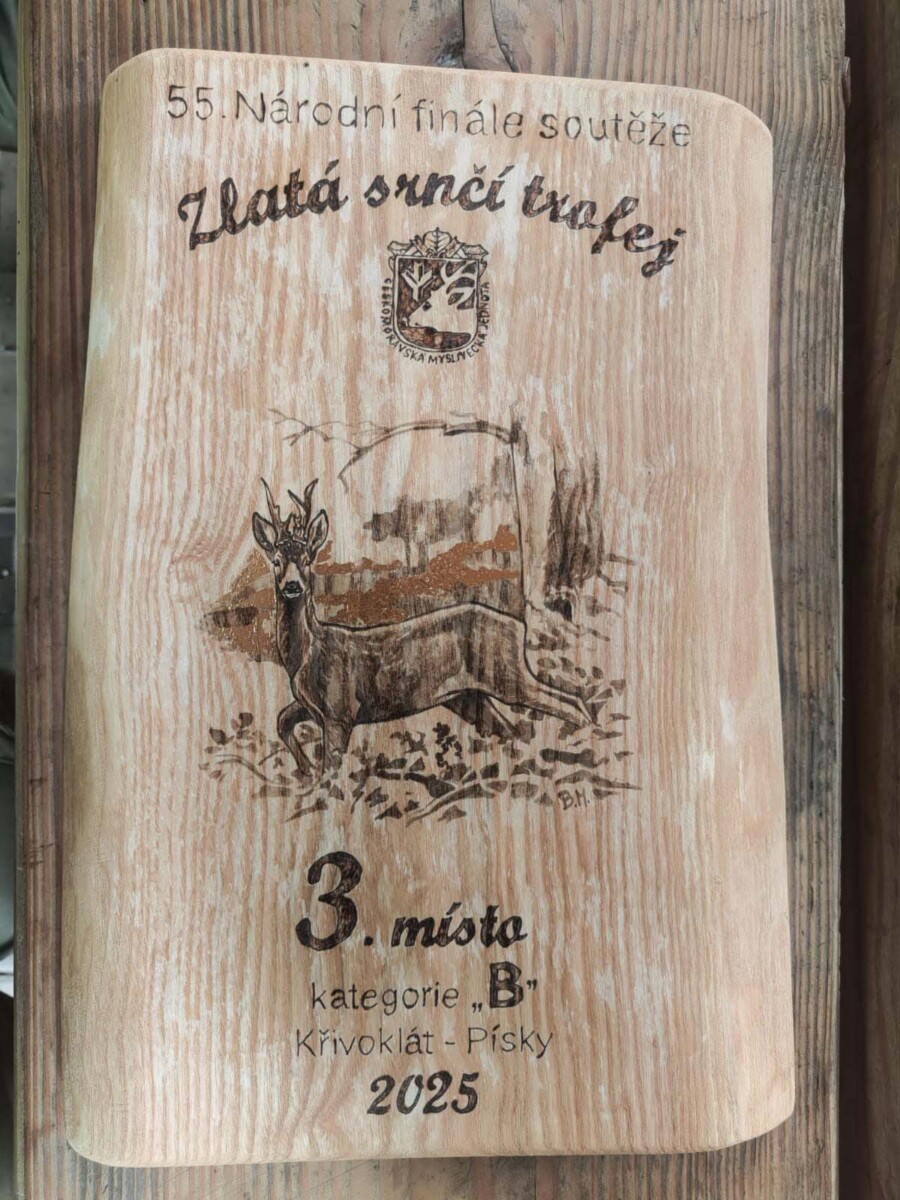 55. Národní finále soutěže
Zlatá srnčí trofej
ČESKOMORAVSKÁ MYSLIVECKÁ JEDNOTA
B.H.
3. místo
kategorie „B”
Křivoklát - Písky
2025